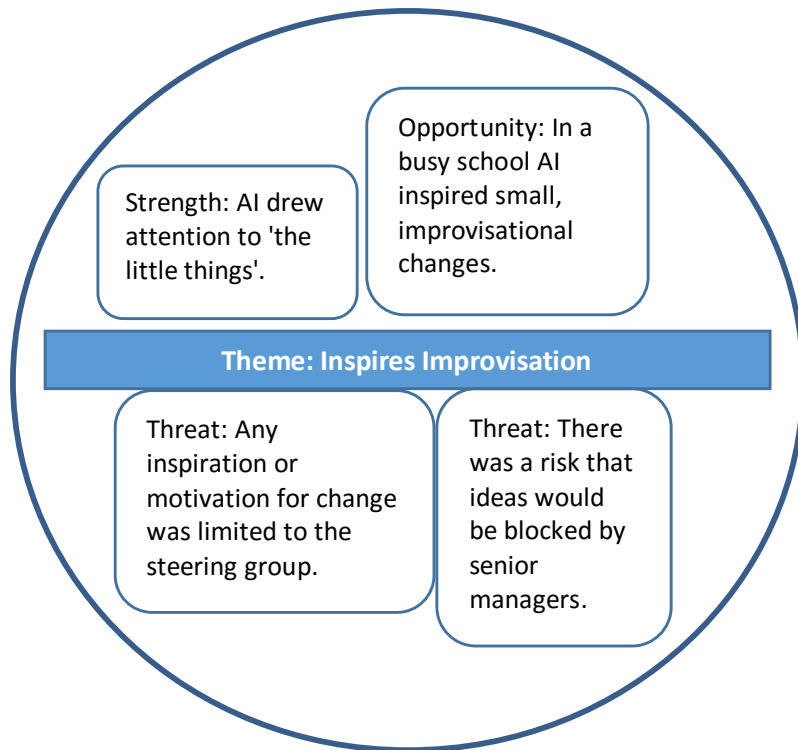 Strength: AI drew
attention to 'the
little things'.
Opportunity: In a
busy school AI
inspired small,
improvisational
changes.
Theme: Inspires Improvisation
Threat: Any
inspiration or
motivation for change
was limited to the
steering group.
Threat: There
was a risk that
ideas would
be blocked by
senior
managers.